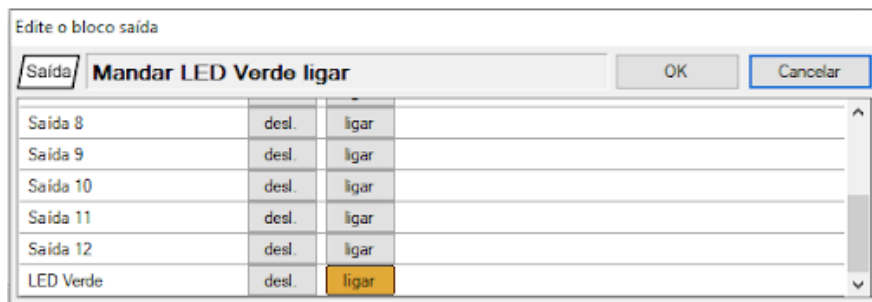 Edite o bloco saída
Saída Mandar LED Verde ligar OK Cancelar
Saída 8 desl. ligar
Saída 9 desl. ligar
Saída 10 desl. ligar
Saída 11 desl. ligar
Saída 12 desl. ligar
LED Verde desl. ligar